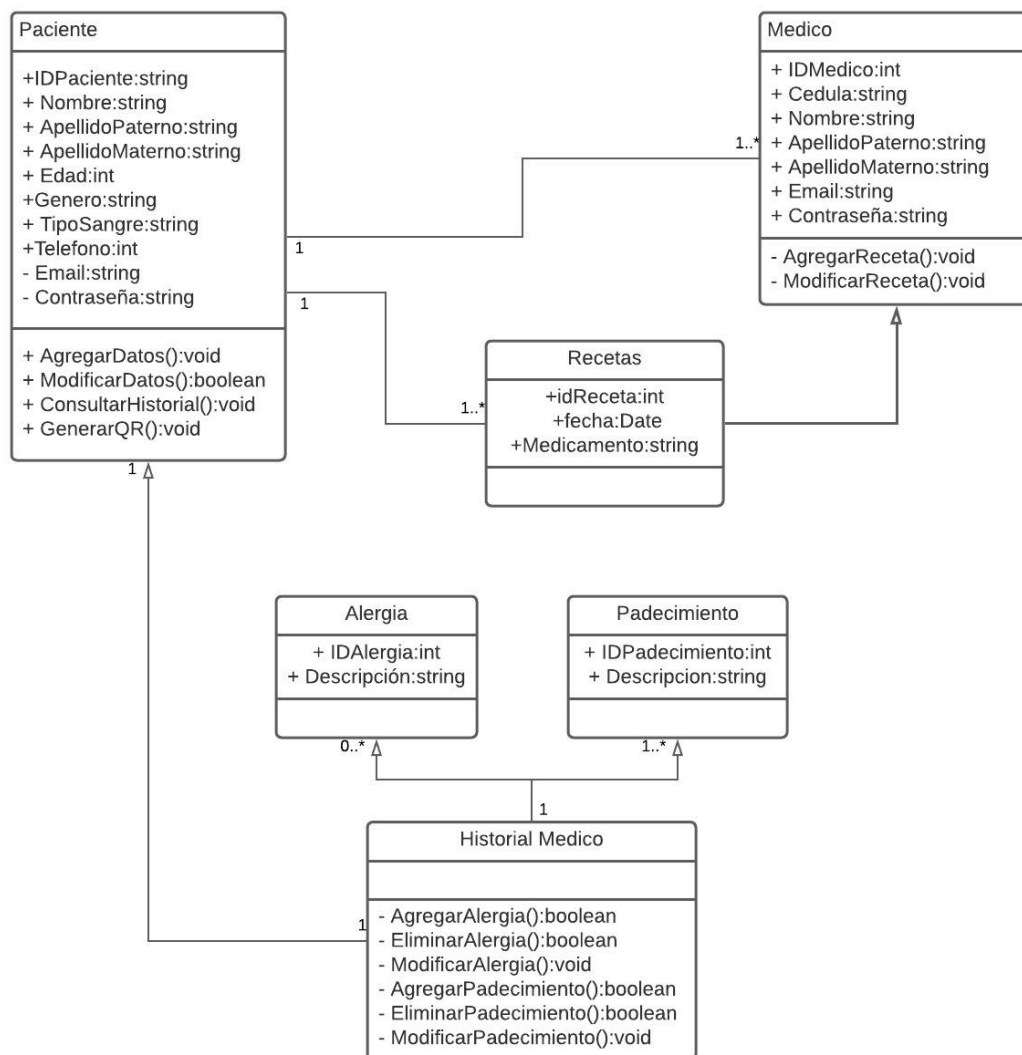 Paciente
+IDPaciente:string
+ Nombre:string
+ ApellidoPaterno:string
+ ApellidoMaterno:string
+ Edad:int
+Genero:string
+ TipoSangre:string
+Telefono:int
- Email:string
- Contraseña:string
+ AgregarDatos():void
+ ModificarDatos():boolean
+ ConsultarHistorial():void
+ GenerarQR():void
Medico
+ IDMedico:int
+ Cedula:string
+ Nombre:string
+ ApellidoPaterno:string
+ ApellidoMaterno:string
+ Email:string
+ Contraseña:string
- AgregarReceta():void
- ModificarReceta():void
1..*
1
1
1..*
Recetas
+idReceta:int
+fecha:Date
+Medicamento:string
1
Alergia
+ IDAlergia:int
+ Descripción:string
Padecimiento
+ IDPadecimiento:int
+ Descripcion:string
0..*
1..*
1
Historial Medico
1
- AgregarAlergia():boolean
- EliminarAlergia():boolean
- ModificarAlergia():void
- AgregarPadecimiento():boolean
- EliminarPadecimiento():boolean
- ModificarPadecimiento():void